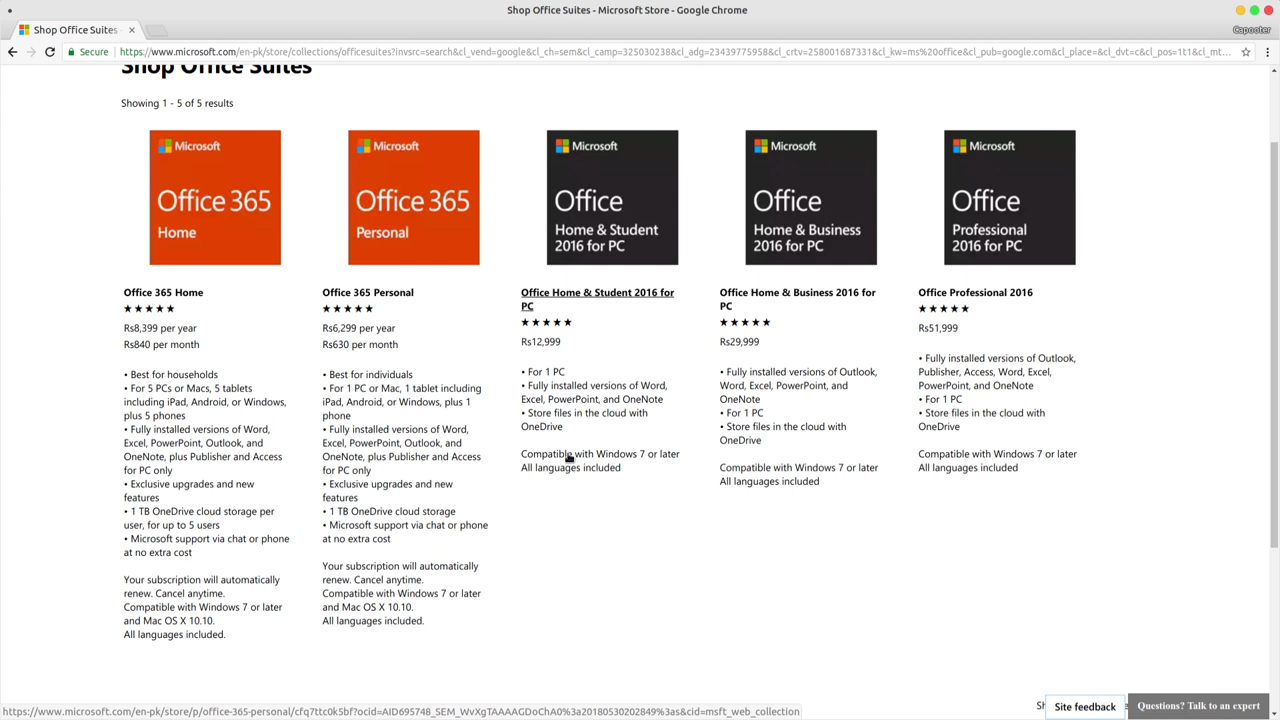 Shop Office Suites - Microsoft Store - Google Chrome
Shop Office Suites -
Capooter
Secure
https://www.microsoft.com/en-pk/store/collections/officesuites?invsrc=search&cl_vend=google&cl_ch=sem&cl_camp=325030238&cl_adg=23439775958&cl_crtv=258001687331&cl_kw=ms%20office&cl_pub=google.com&cl_place=&cl_dvt=c&cl_pos=1t1&cl_mt...
Shop Office Suites
Showing 1 - 5 of 5 results
Microsoft
Office 365
Home
Office 365 Home
Rs8,399 per year
Rs840 per month
• Best for households
• For 5 PCs or Macs, 5 tablets
including iPad, Android, or Windows,
plus 5 phones
• Fully installed versions of Word,
Excel, PowerPoint, Outlook, and
OneNote, plus Publisher and Access
for PC only
• Exclusive upgrades and new
features
• 1 TB OneDrive cloud storage per
user, for up to 5 users
• Microsoft support via chat or phone
at no extra cost
Your subscription will automatically
renew. Cancel anytime.
Compatible with Windows 7 or later
and Mac OS X 10.10.
All languages included.
Microsoft
Office 365
Personal
Office 365 Personal
Rs6,299 per year
Rs630 per month
• Best for individuals
• For 1 PC or Mac, 1 tablet including
iPad, Android, or Windows, plus 1
phone
• Fully installed versions of Word,
Excel, PowerPoint, Outlook, and
OneNote, plus Publisher and Access
for PC only
• Exclusive upgrades and new
features
• 1 TB OneDrive cloud storage
• Microsoft support via chat or phone
at no extra cost
Your subscription will automatically
renew. Cancel anytime.
Compatible with Windows 7 or later
and Mac OS X 10.10.
All languages included.
Microsoft
Office
Home & Student
2016 for PC
Office Home & Student 2016 for
PC
Rs12,999
• For 1 PC
• Fully installed versions of Word,
Excel, PowerPoint, and OneNote
• Store files in the cloud with
OneDrive
Compatible with Windows 7 or later
All languages included
Microsoft
Office
Home & Business
2016 for PC
Office Home & Business 2016 for
PC
Rs29,999
• Fully installed versions of Outlook,
Word, Excel, PowerPoint, and
OneNote
• For 1 PC
• Store files in the cloud with
OneDrive
Compatible with Windows 7 or later
All languages included
Microsoft
Office
Professional
2016 for PC
Office Professional 2016
Rs51,999
• Fully installed versions of Outlook,
Publisher, Access, Word, Excel,
PowerPoint, and OneNote
• For 1 PC
• Store files in the cloud with
OneDrive
Compatible with Windows 7 or later
All languages included
Site feedback
Questions? Talk to an expert
https://www.microsoft.com/en-pk/store/p/office-365-personal/cfq7ttc0k5bf?ocid=AID695748_SEM_WvXgTAAAAGDoChA0%3a20180530202849%3as&cid=msft_web_collection